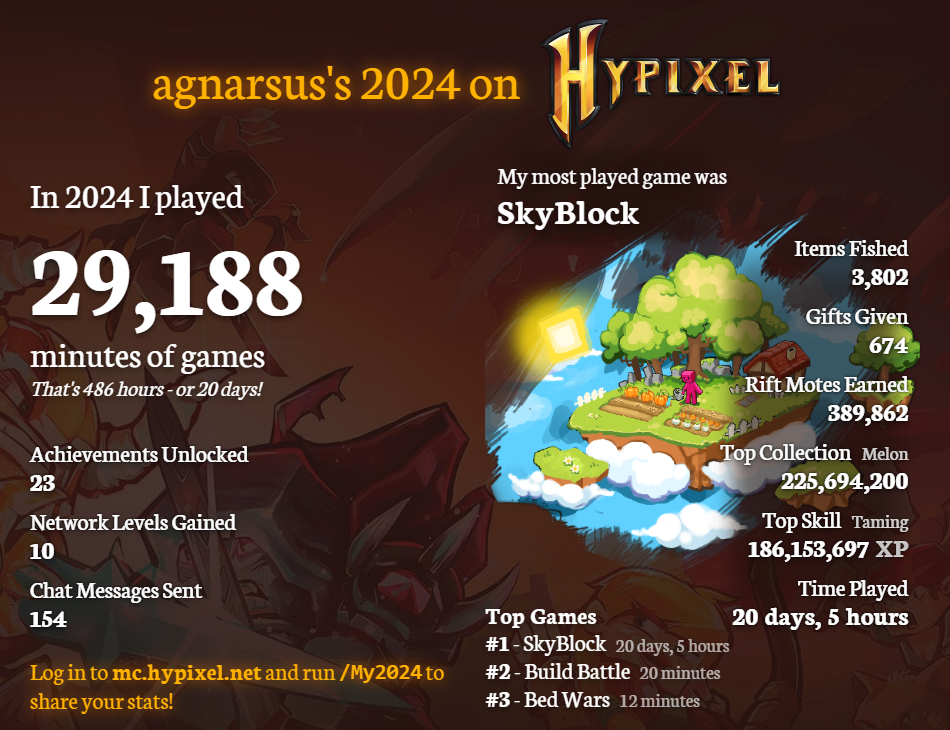 agnarsus's 2024 on HYPIXEL
In 2024 I played
29,188
minutes of games
That's 486 hours - or 20 days!
Achievements Unlocked
23
Network Levels Gained
10
Chat Messages Sent
154
Log in to mc.hypixel.net and run /My2024 to
share your stats!
My most played game was
SkyBlock
Items Fished
3,802
Gifts Given
674
Rift Motes Earned
389,862
Top Collection Melon
225,694,200
Top Skill Taming
186,153,697 XP
Time Played
20 days, 5 hours
Top Games
#1 - SkyBlock 20 days, 5 hours
#2 - Build Battle 20 minutes
#3 - Bed Wars 12 minutes